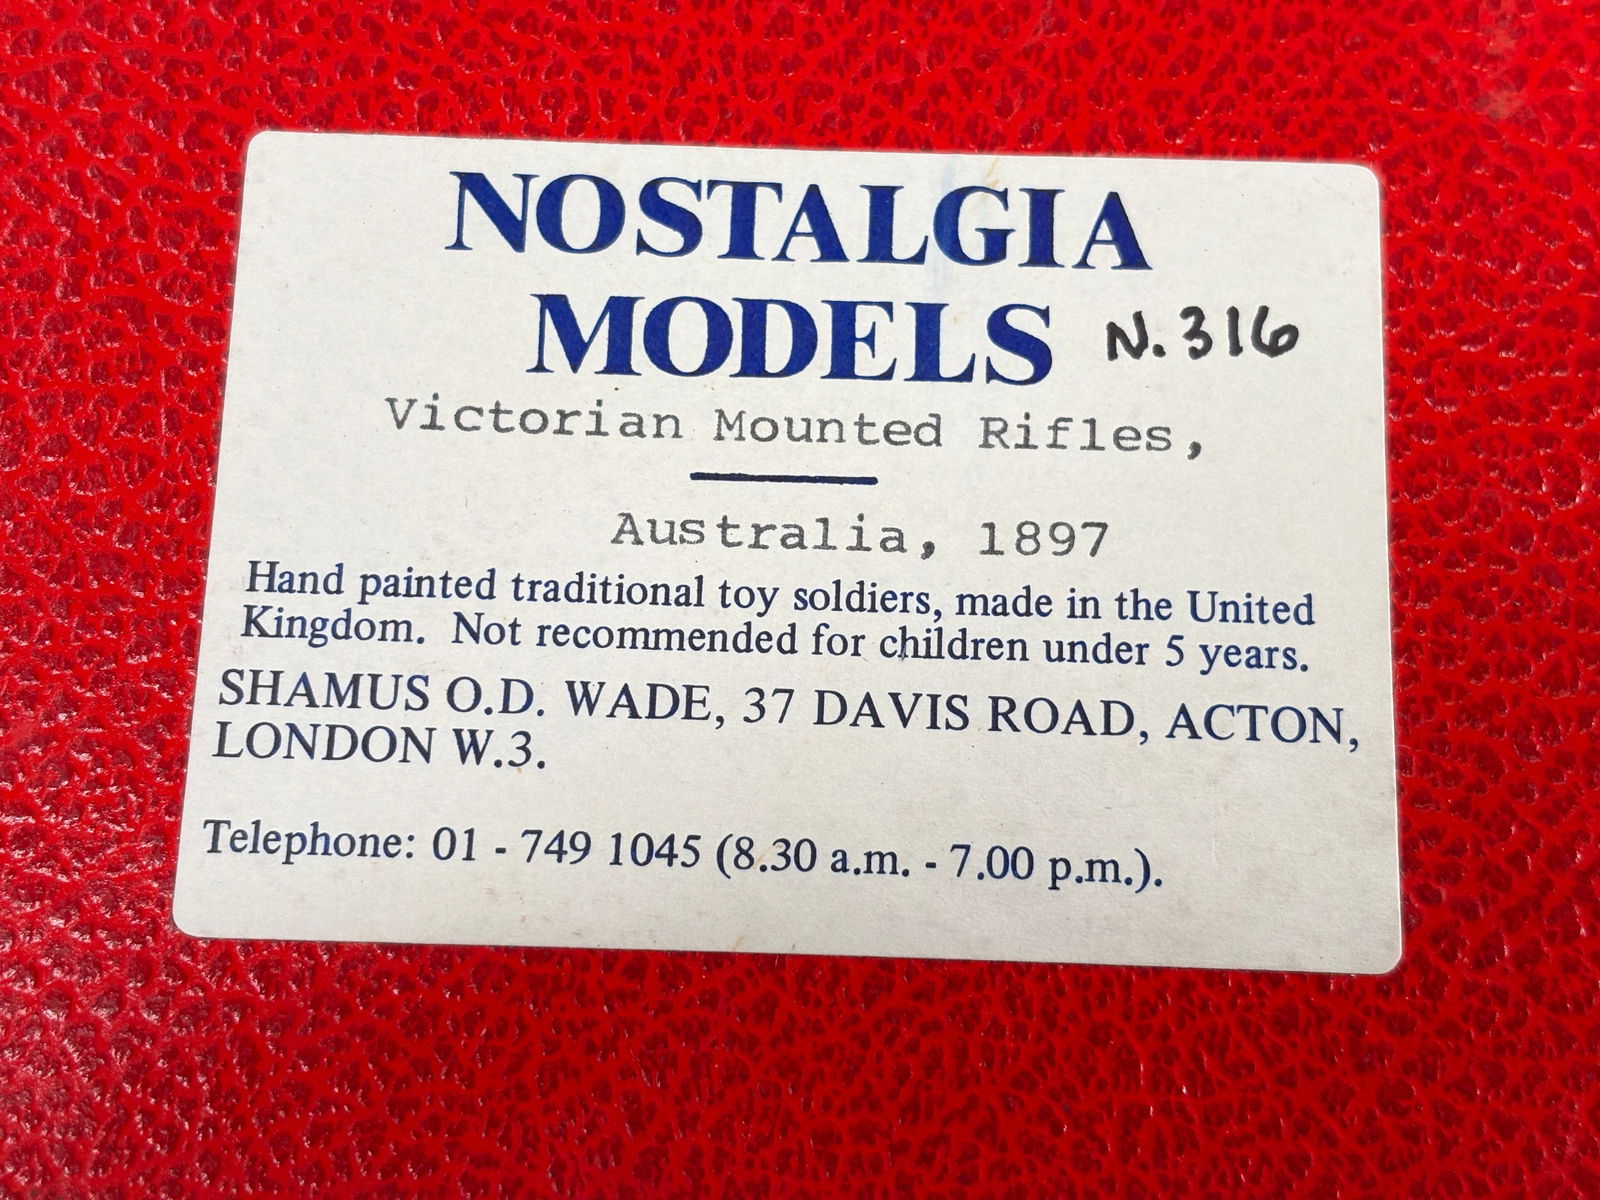 NOSTALGIA
MODELS N.316
Victorian Mounted Rifles,
Australia, 1897
Hand painted traditional toy soldiers, made in the United
Kingdom. Not recommended for children under 5 years.
SHAMUS O.D. WADE, 37 DAVIS ROAD, ACTON,
LONDON W.3.
Telephone: 01 - 749 1045 (8.30 a.m. - 7.00 p.m.).